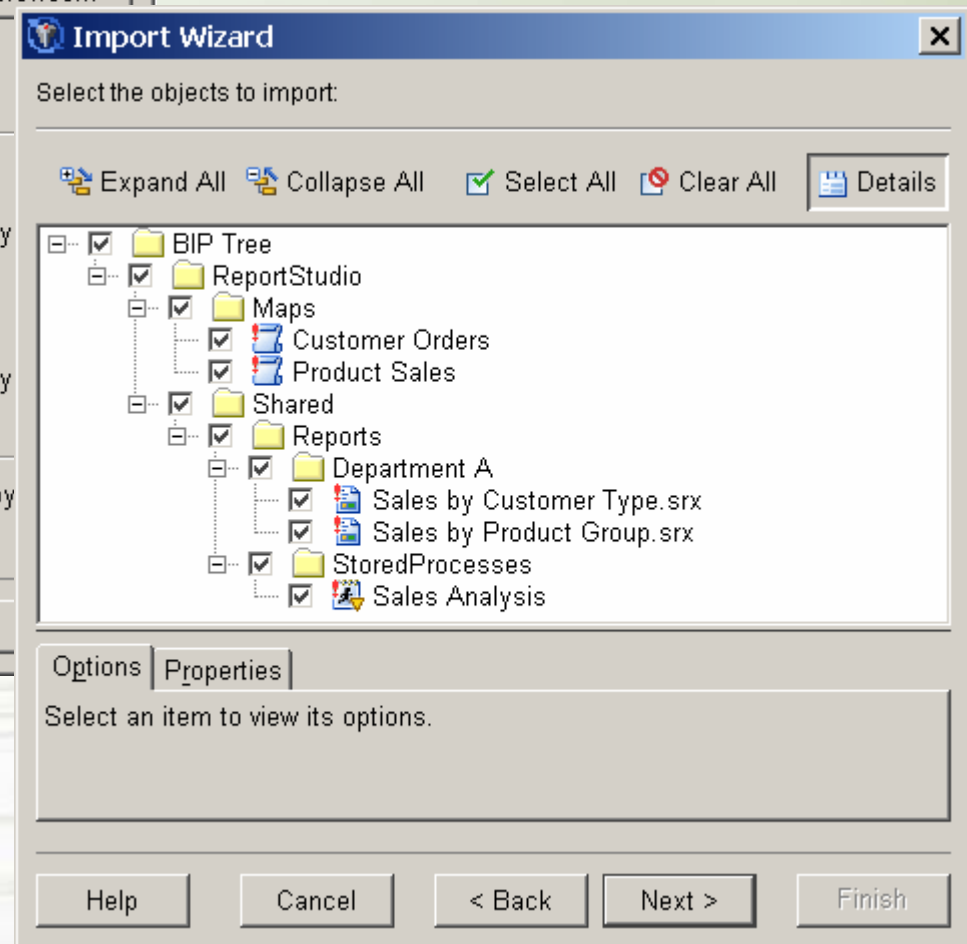 Import Wizard
Select the objects to import:
Expand All Collapse All Select All Clear All Details
BIP Tree
ReportStudio
Maps
Customer Orders
Product Sales
Shared
Reports
Department A
Sales by Customer Type.srx
Sales by Product Group.srx
StoredProcesses
Sales Analysis
Options Properties
Select an item to view its options.
Help Cancel < Back Next > Finish